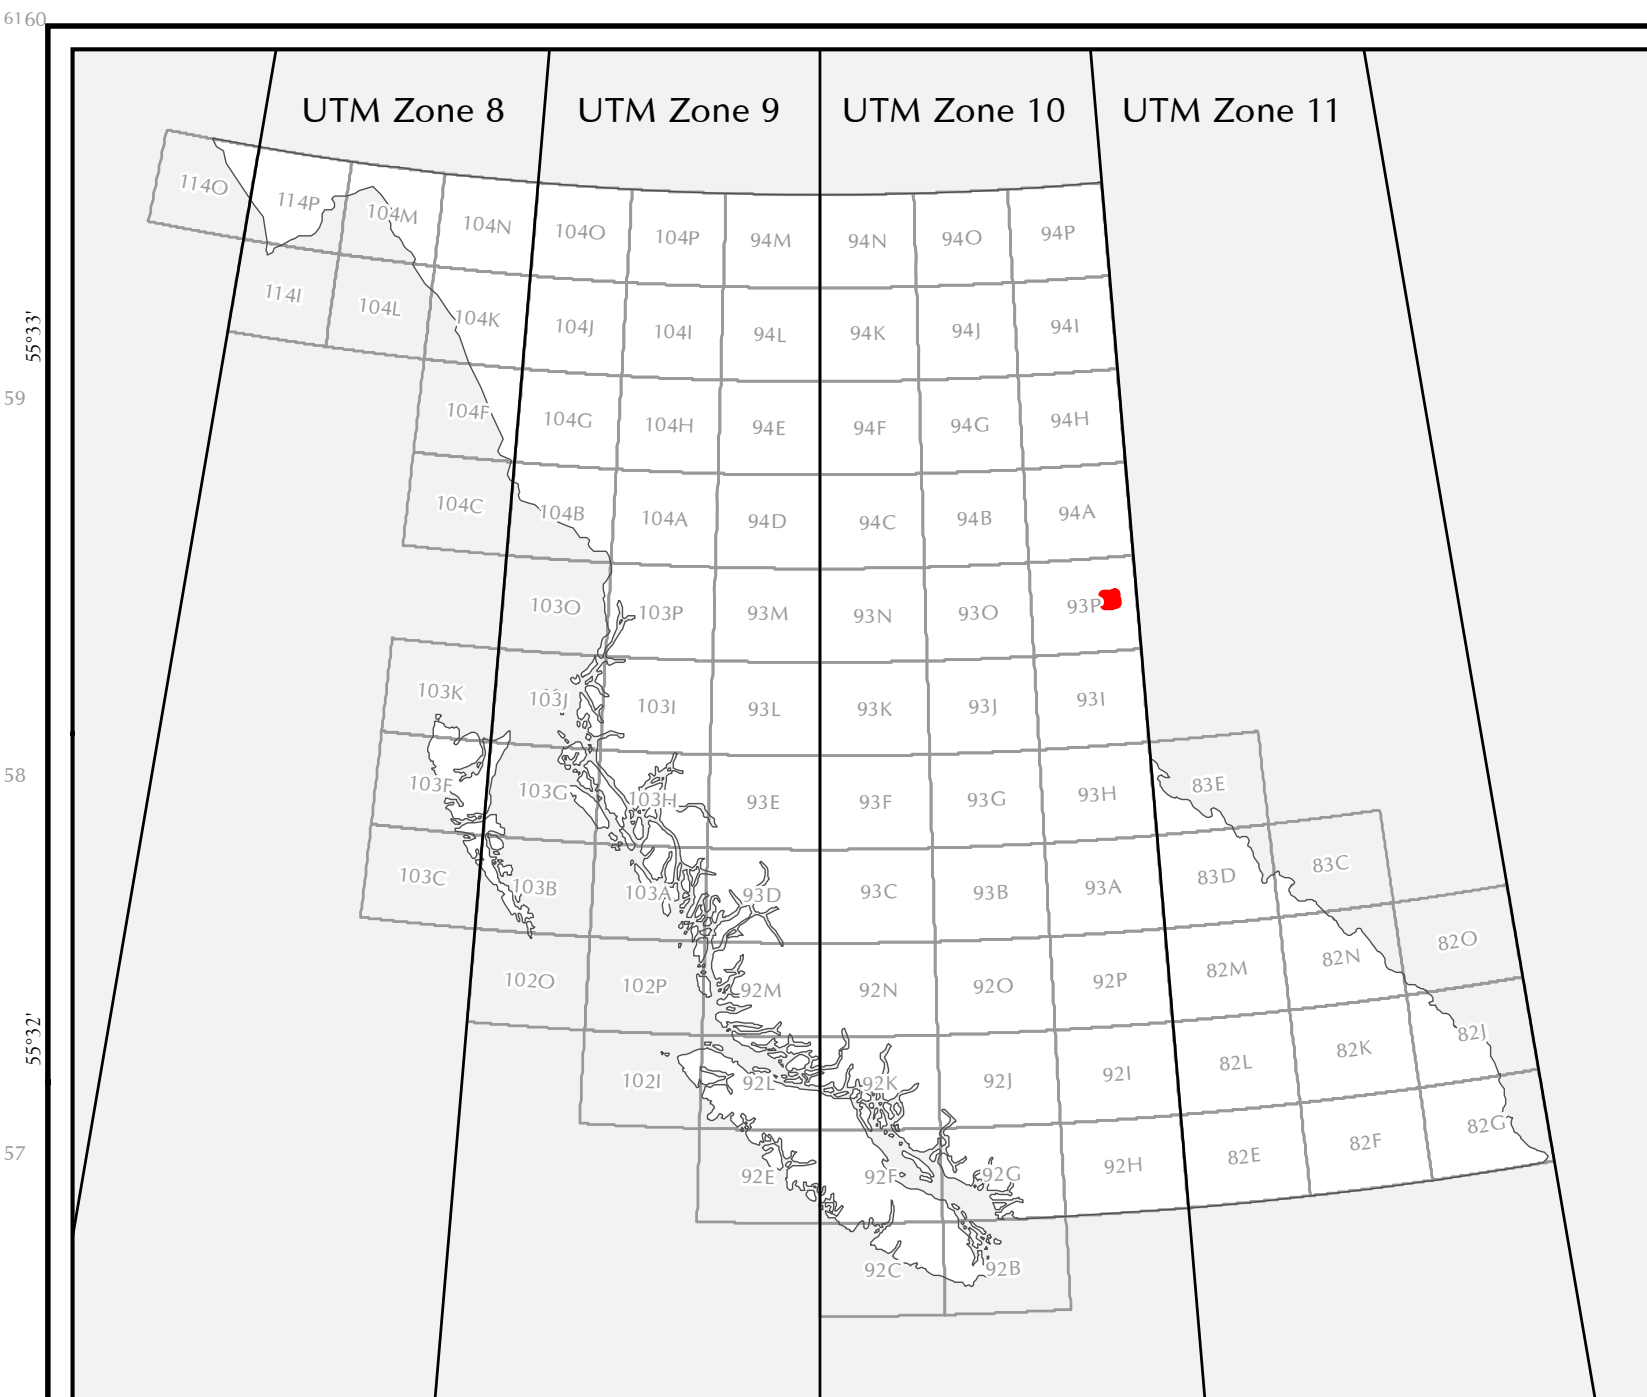 6160
UTM Zone 8 UTM Zone 9 UTM Zone 10 UTM Zone 11
114O 114P 104M 104N 104O 104P 94M 94N 94O 94P
114I 104L 104K 104J 104I 94L 94K 94J 94I
55°33'
59
104F 104G 104H 94E 94F 94G 94H
104C 104B 104A 94D 94C 94B 94A
103O 103P 93M 93N 93O 93P
103K 103J 103I 93L 93K 93J 93I
58
103F 103G 103H 93E 93F 93G 93H 83E
103C 103B 103A 93D 93C 93B 93A 83D 83C
102O 102P 92M 92N 92O 92P 82M 82N 82O
55°32'
102I 92L 92K 92J 92I 82L 82K 82J
57
92E 92F 92G 92H 82E 82F 82G
92C 92B